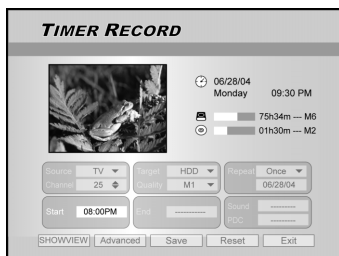 TIMER RECORD
06/28/04
Monday 09:30 PM
75h34m --- M6
01h30m --- M2
Source TV Target HDD Repeat Once
Channel 25 Quality M1 06/28/04
Start 08:00PM End ---------- Sound ----------
PDC ----------
SHOWVIEW Advanced Save Reset Exit